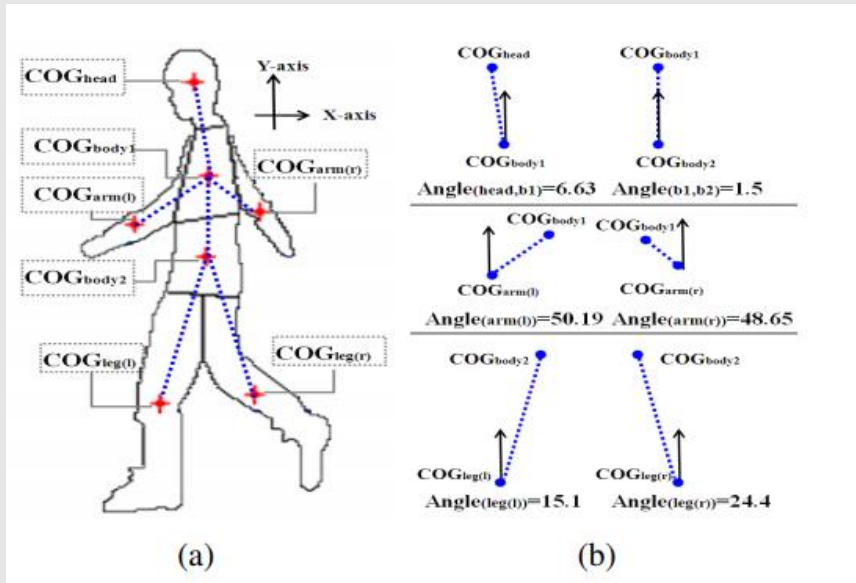 COGhead
Y-axis
X-axis
COGbody1
COGarm(r)
COGarm(l)
COGbody2
COGleg(l)
COGleg(r)
(a)
COGhead
COGbody1
COGbody1
COGbody2
Angle(head,b1)=6.63
Angle(b1,b2)=1.5
COGbody1
COGbody1
COGarm(l)
COGarm(r)
Angle(arm(l))=50.19
Angle(arm(r))=48.65
COGbody2
COGbody2
COGleg(l)
COGleg(r)
Angle(leg(l))=15.1
Angle(leg(r))=24.4
(b)